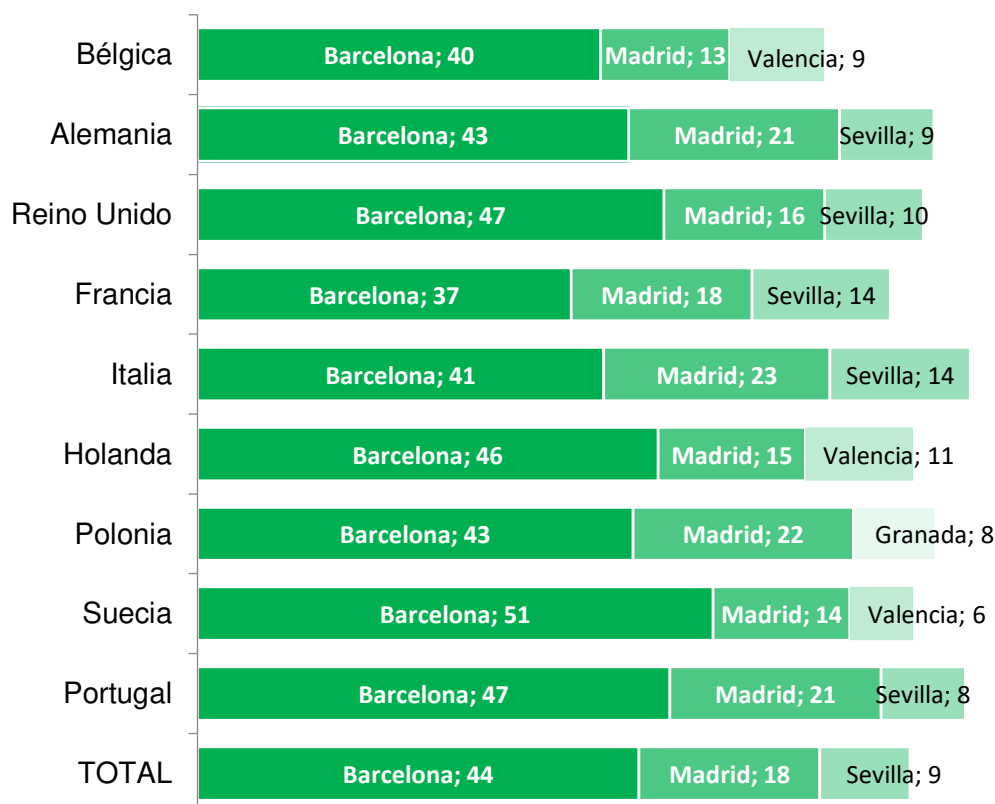 Bélgica Barcelona; 40 Madrid; 13 Valencia; 9
Alemania Barcelona; 43 Madrid; 21 Sevilla; 9
Reino Unido Barcelona; 47 Madrid; 16 Sevilla; 10
Francia Barcelona; 37 Madrid; 18 Sevilla; 14
Italia Barcelona; 41 Madrid; 23 Sevilla; 14
Holanda Barcelona; 46 Madrid; 15 Valencia; 11
Polonia Barcelona; 43 Madrid; 22 Granada; 8
Suecia Barcelona; 51 Madrid; 14 Valencia; 6
Portugal Barcelona; 47 Madrid; 21 Sevilla; 8
TOTAL Barcelona; 44 Madrid; 18 Sevilla; 9